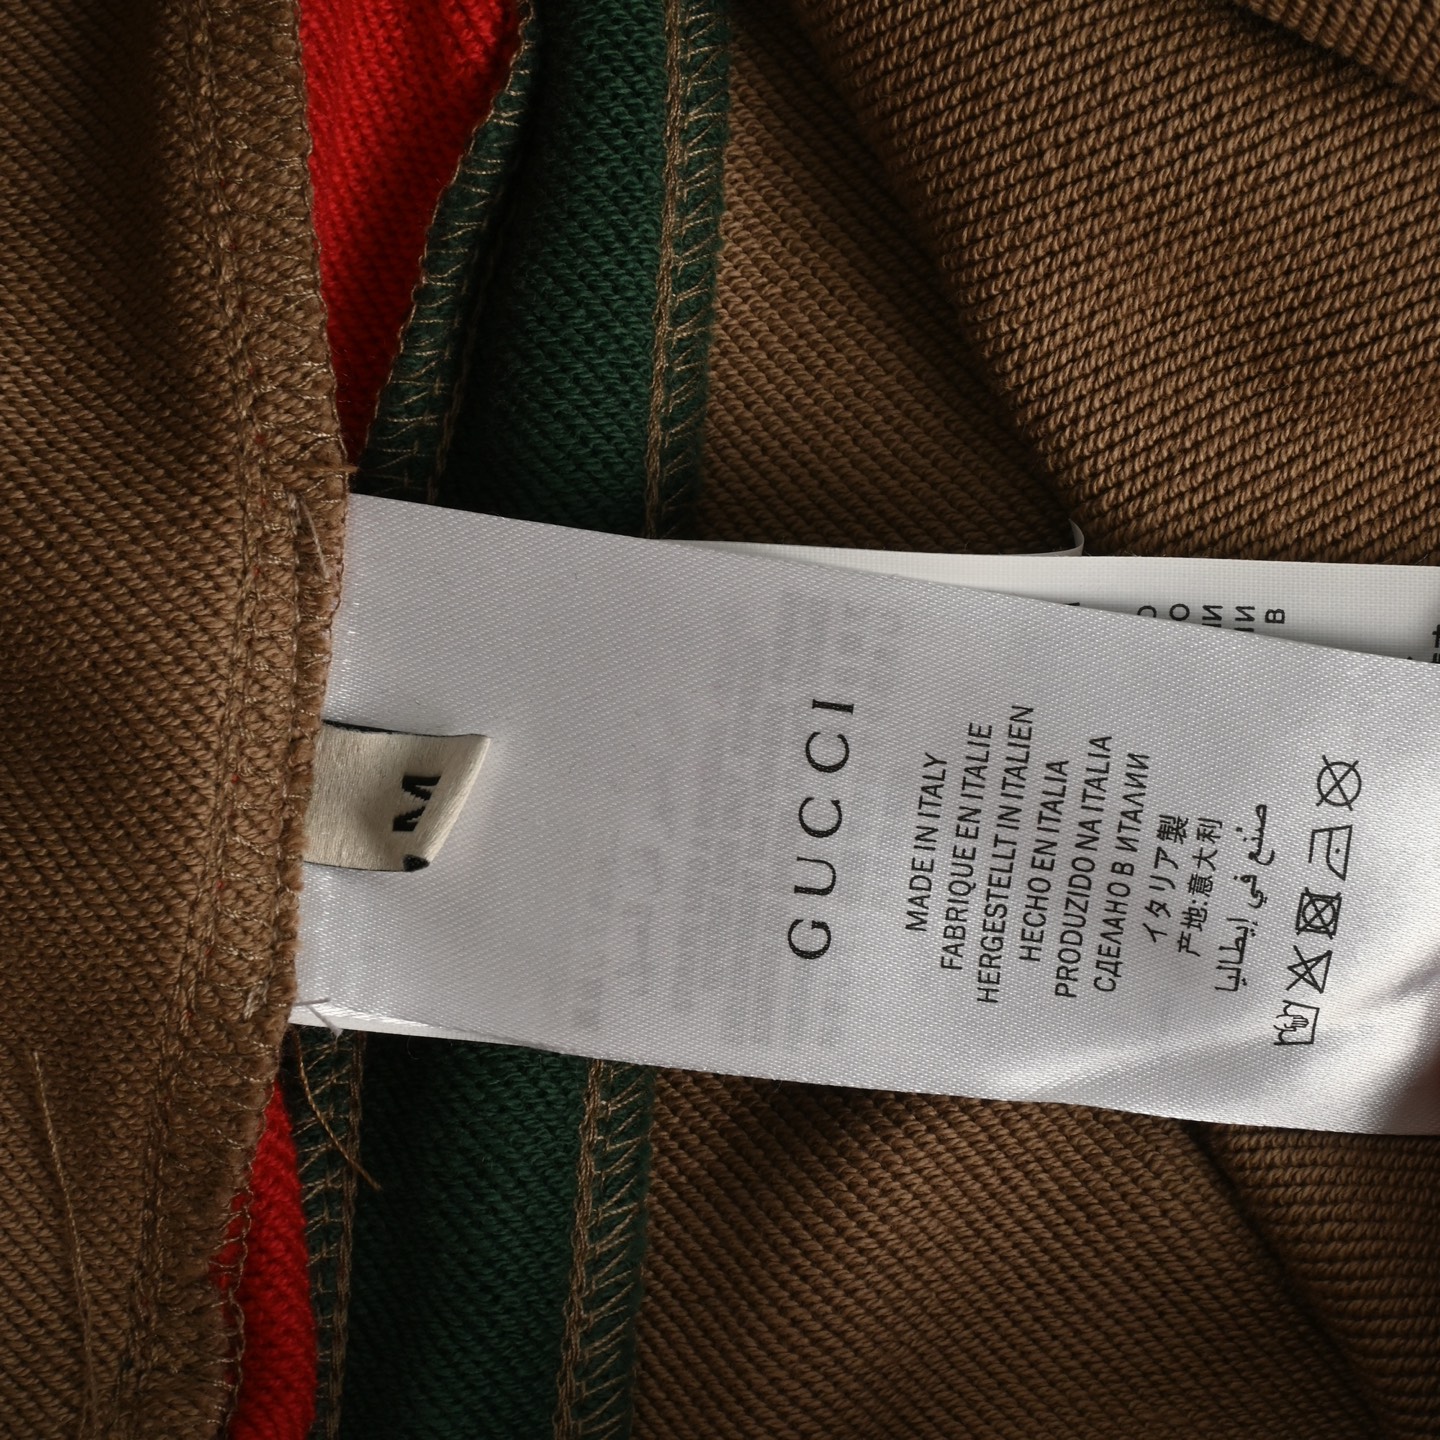 M
GUCCI
MADE IN ITALY
FABRIQUE EN ITALIE
HERGESTELLT IN ITALIEN
HECHO EN ITALIA
PRODUZIDO NA ITALIA
СДЕЛАНО В ИТАЛИИ
イタリア製
产地:意大利
صنع في إيطاليا